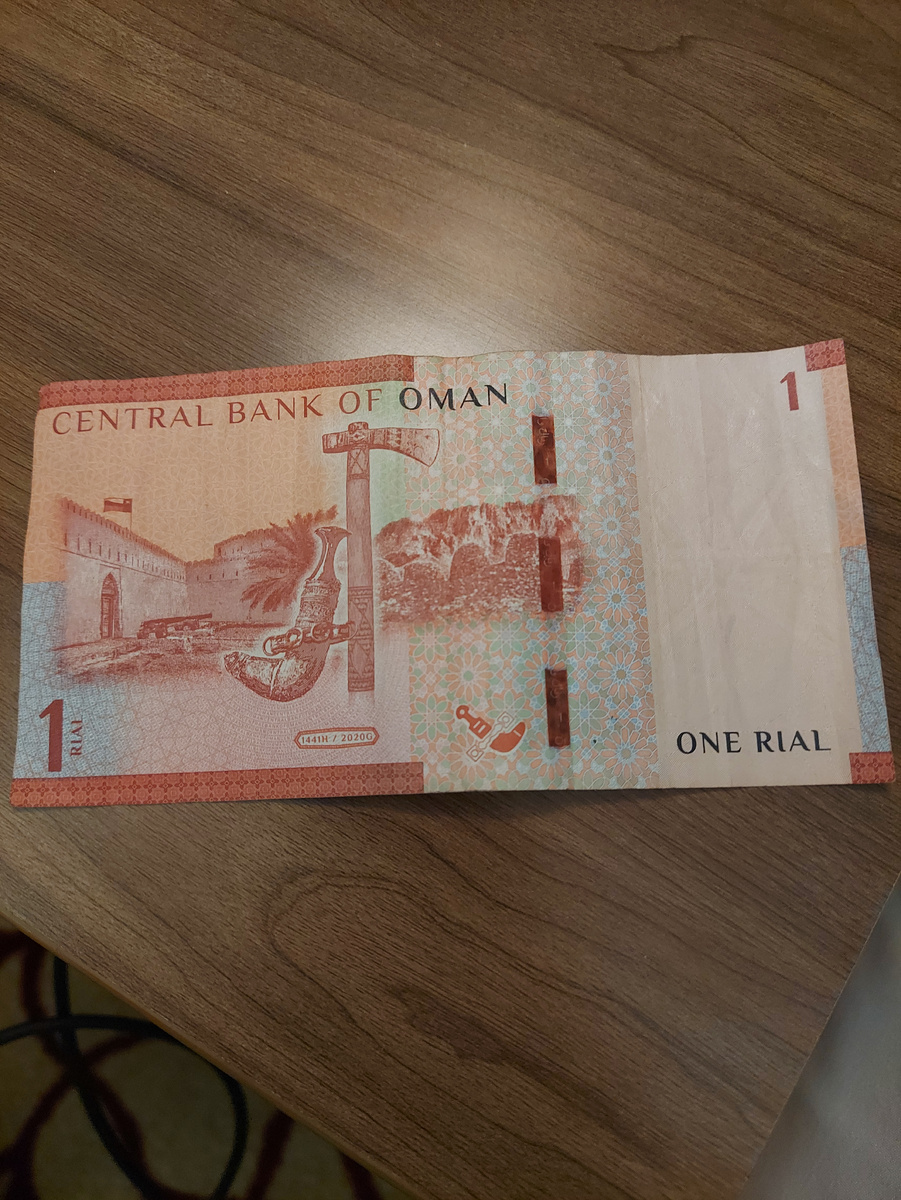 CENTRAL BANK OF OMAN
1
1
RIAL
1441H / 2020G
ONE RIAL